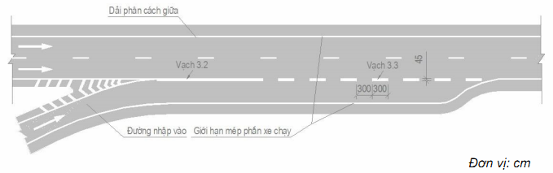 Dải phân cách giữa
Vạch 3.2
Vạch 3.3
45
300 300
Đường nhập vào
Giới hạn mép phần xe chạy
Đơn vị: cm